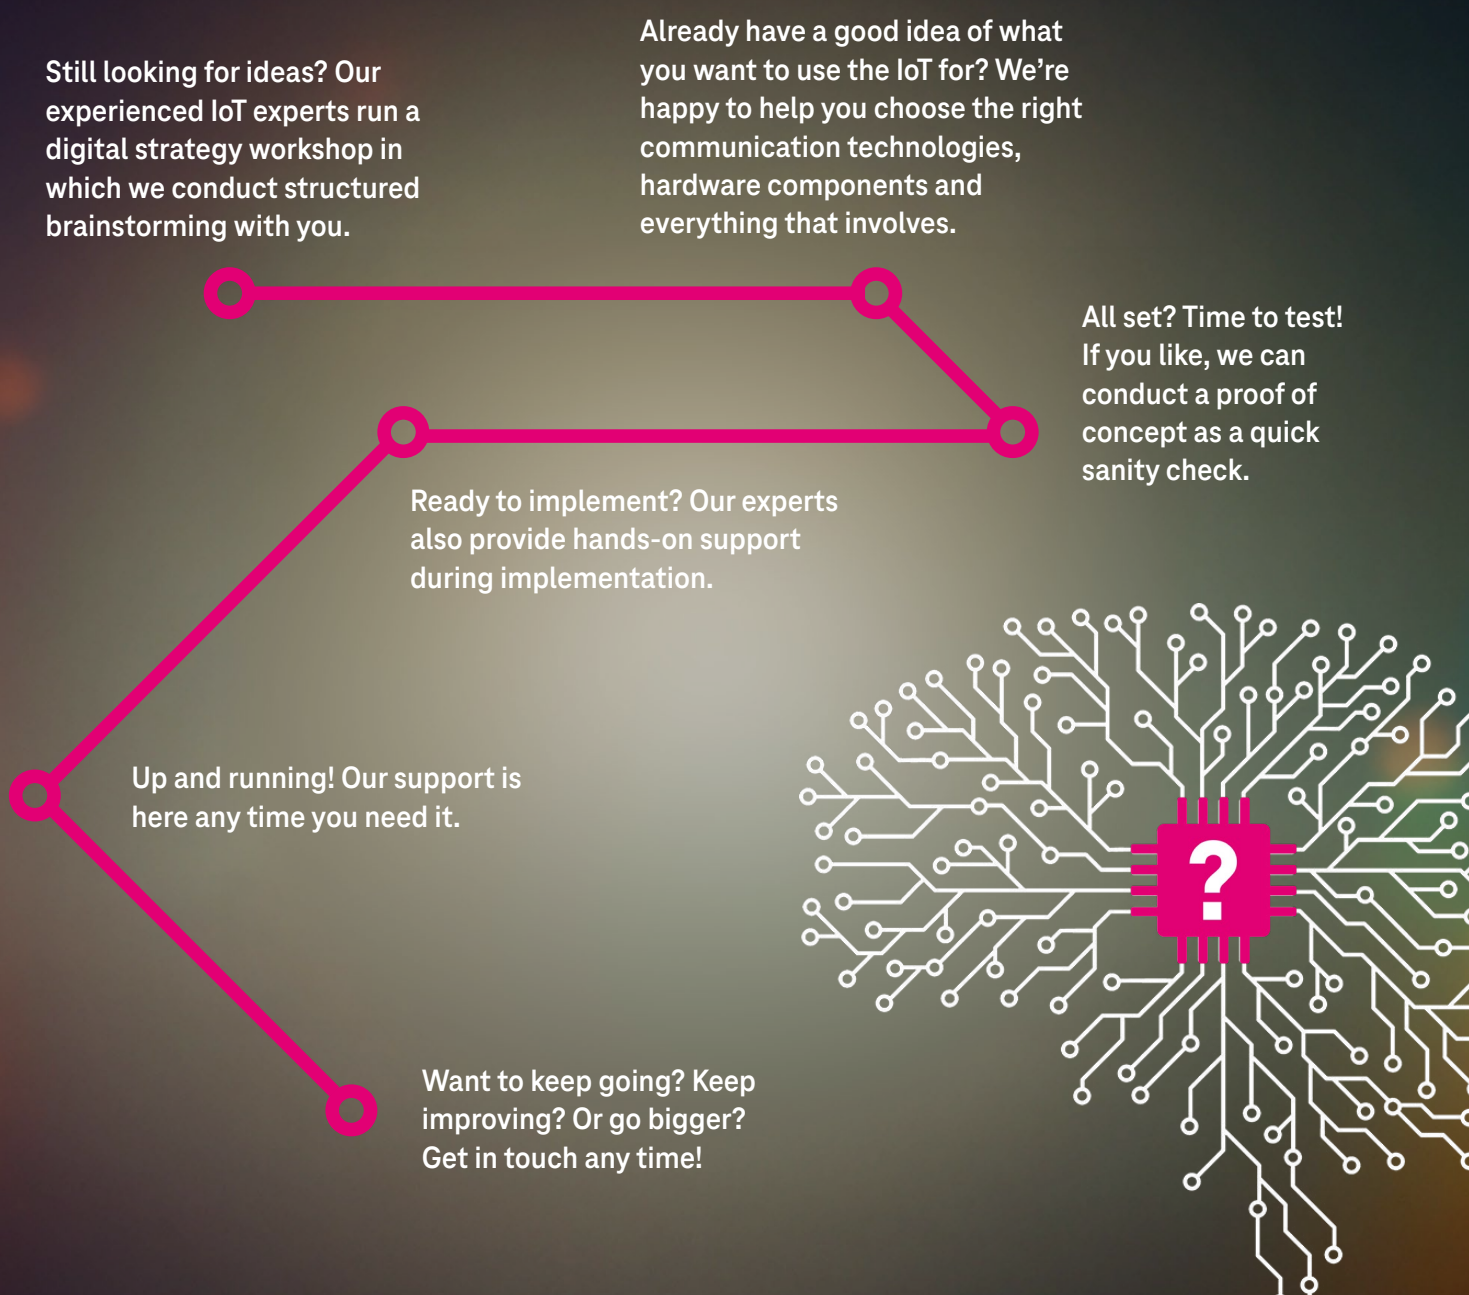 Still looking for ideas? Our
experienced IoT experts run a
digital strategy workshop in
which we conduct structured
brainstorming with you.
Already have a good idea of what
you want to use the IoT for? We’re
happy to help you choose the right
communication technologies,
hardware components and
everything that involves.
All set? Time to test!
If you like, we can
conduct a proof of
concept as a quick
sanity check.
Ready to implement? Our experts
also provide hands-on support
during implementation.
Up and running! Our support is
here any time you need it.
Want to keep going? Keep
improving? Or go bigger?
Get in touch any time!
?